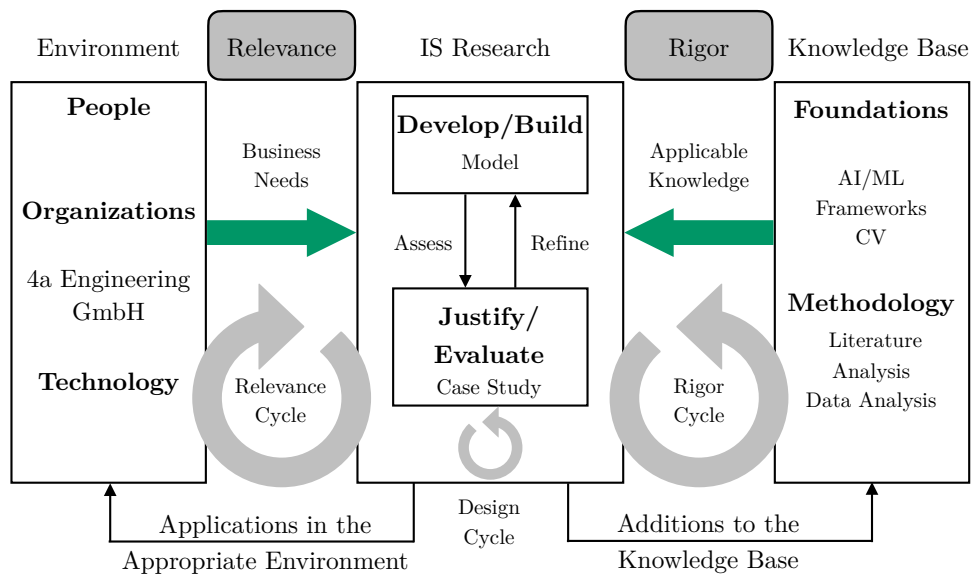 Environment
Relevance
IS Research
Rigor
Knowledge Base
People
Organizations
4a Engineering
GmbH
Technology
Business
Needs
Relevance
Cycle
Develop/Build
Model
Assess
Refine
Justify/
Evaluate
Case Study
Design
Cycle
Applicable
Knowledge
Rigor
Cycle
Foundations
AI/ML
Frameworks
CV
Methodology
Literature
Analysis
Data Analysis
Applications in the
Appropriate Environment
Additions to the
Knowledge Base